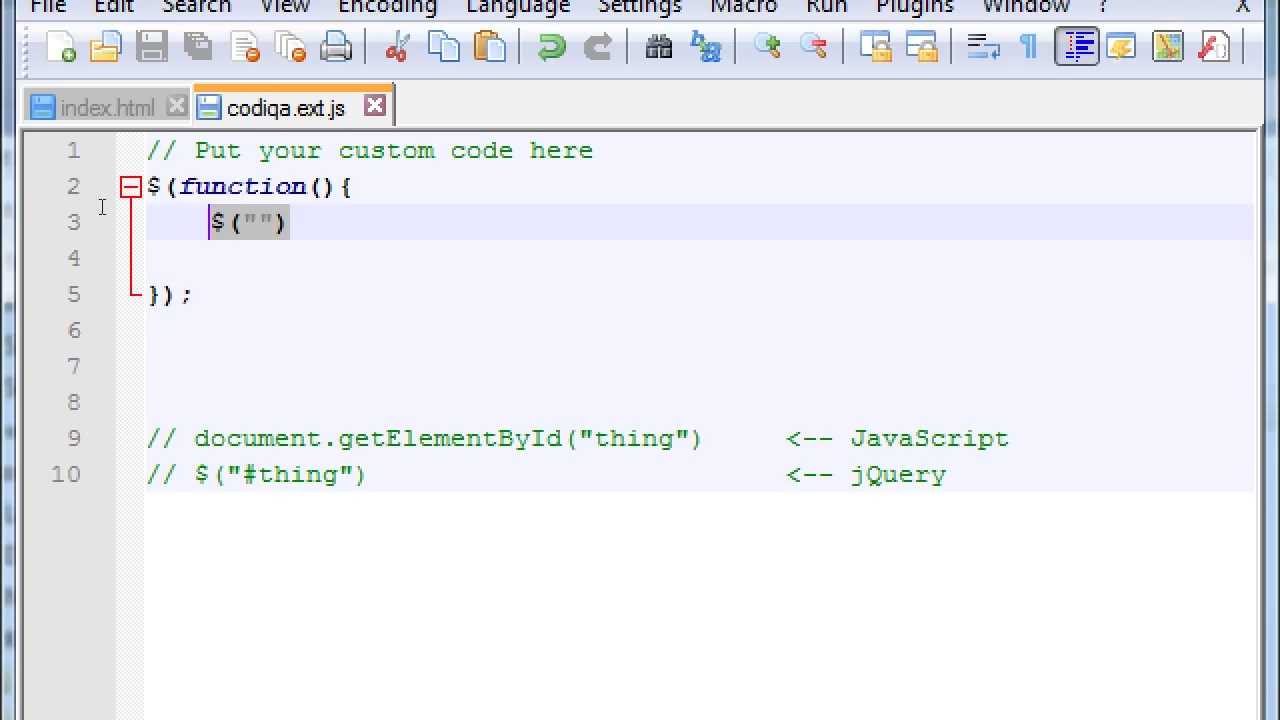 File Edit Search View Encoding Language Settings Macro Run Plugins Window ? X
index.html codiqa.ext.js
1 // Put your custom code here
2 $(function(){
3 $("")
4
5 });
6
7
8
9 // document.getElementById("thing") <-- JavaScript
10 // $("#thing") <-- jQuery